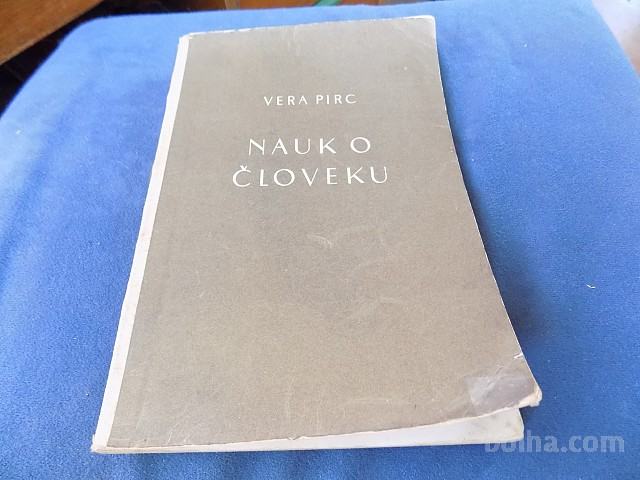 VERA PIRC
NAUK O
ČLOVEKU
bolha.com